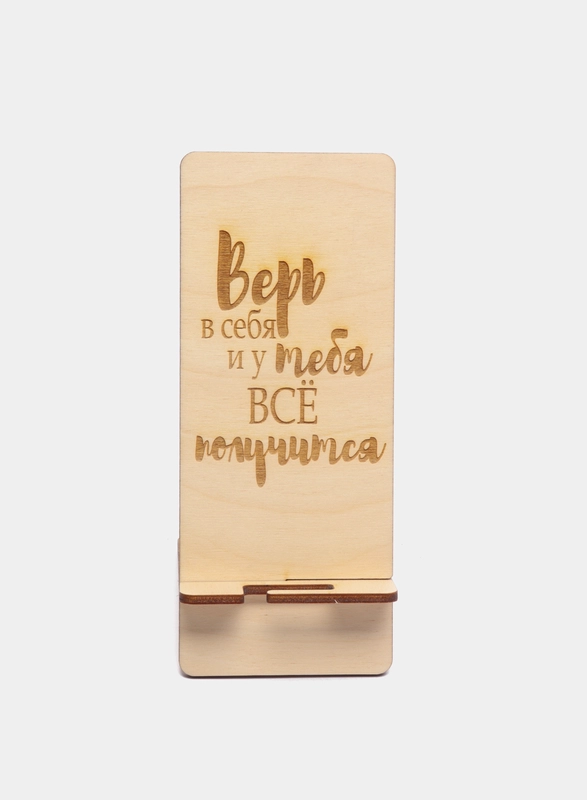 Верь
в себя
и у тебя
ВСЁ
получится